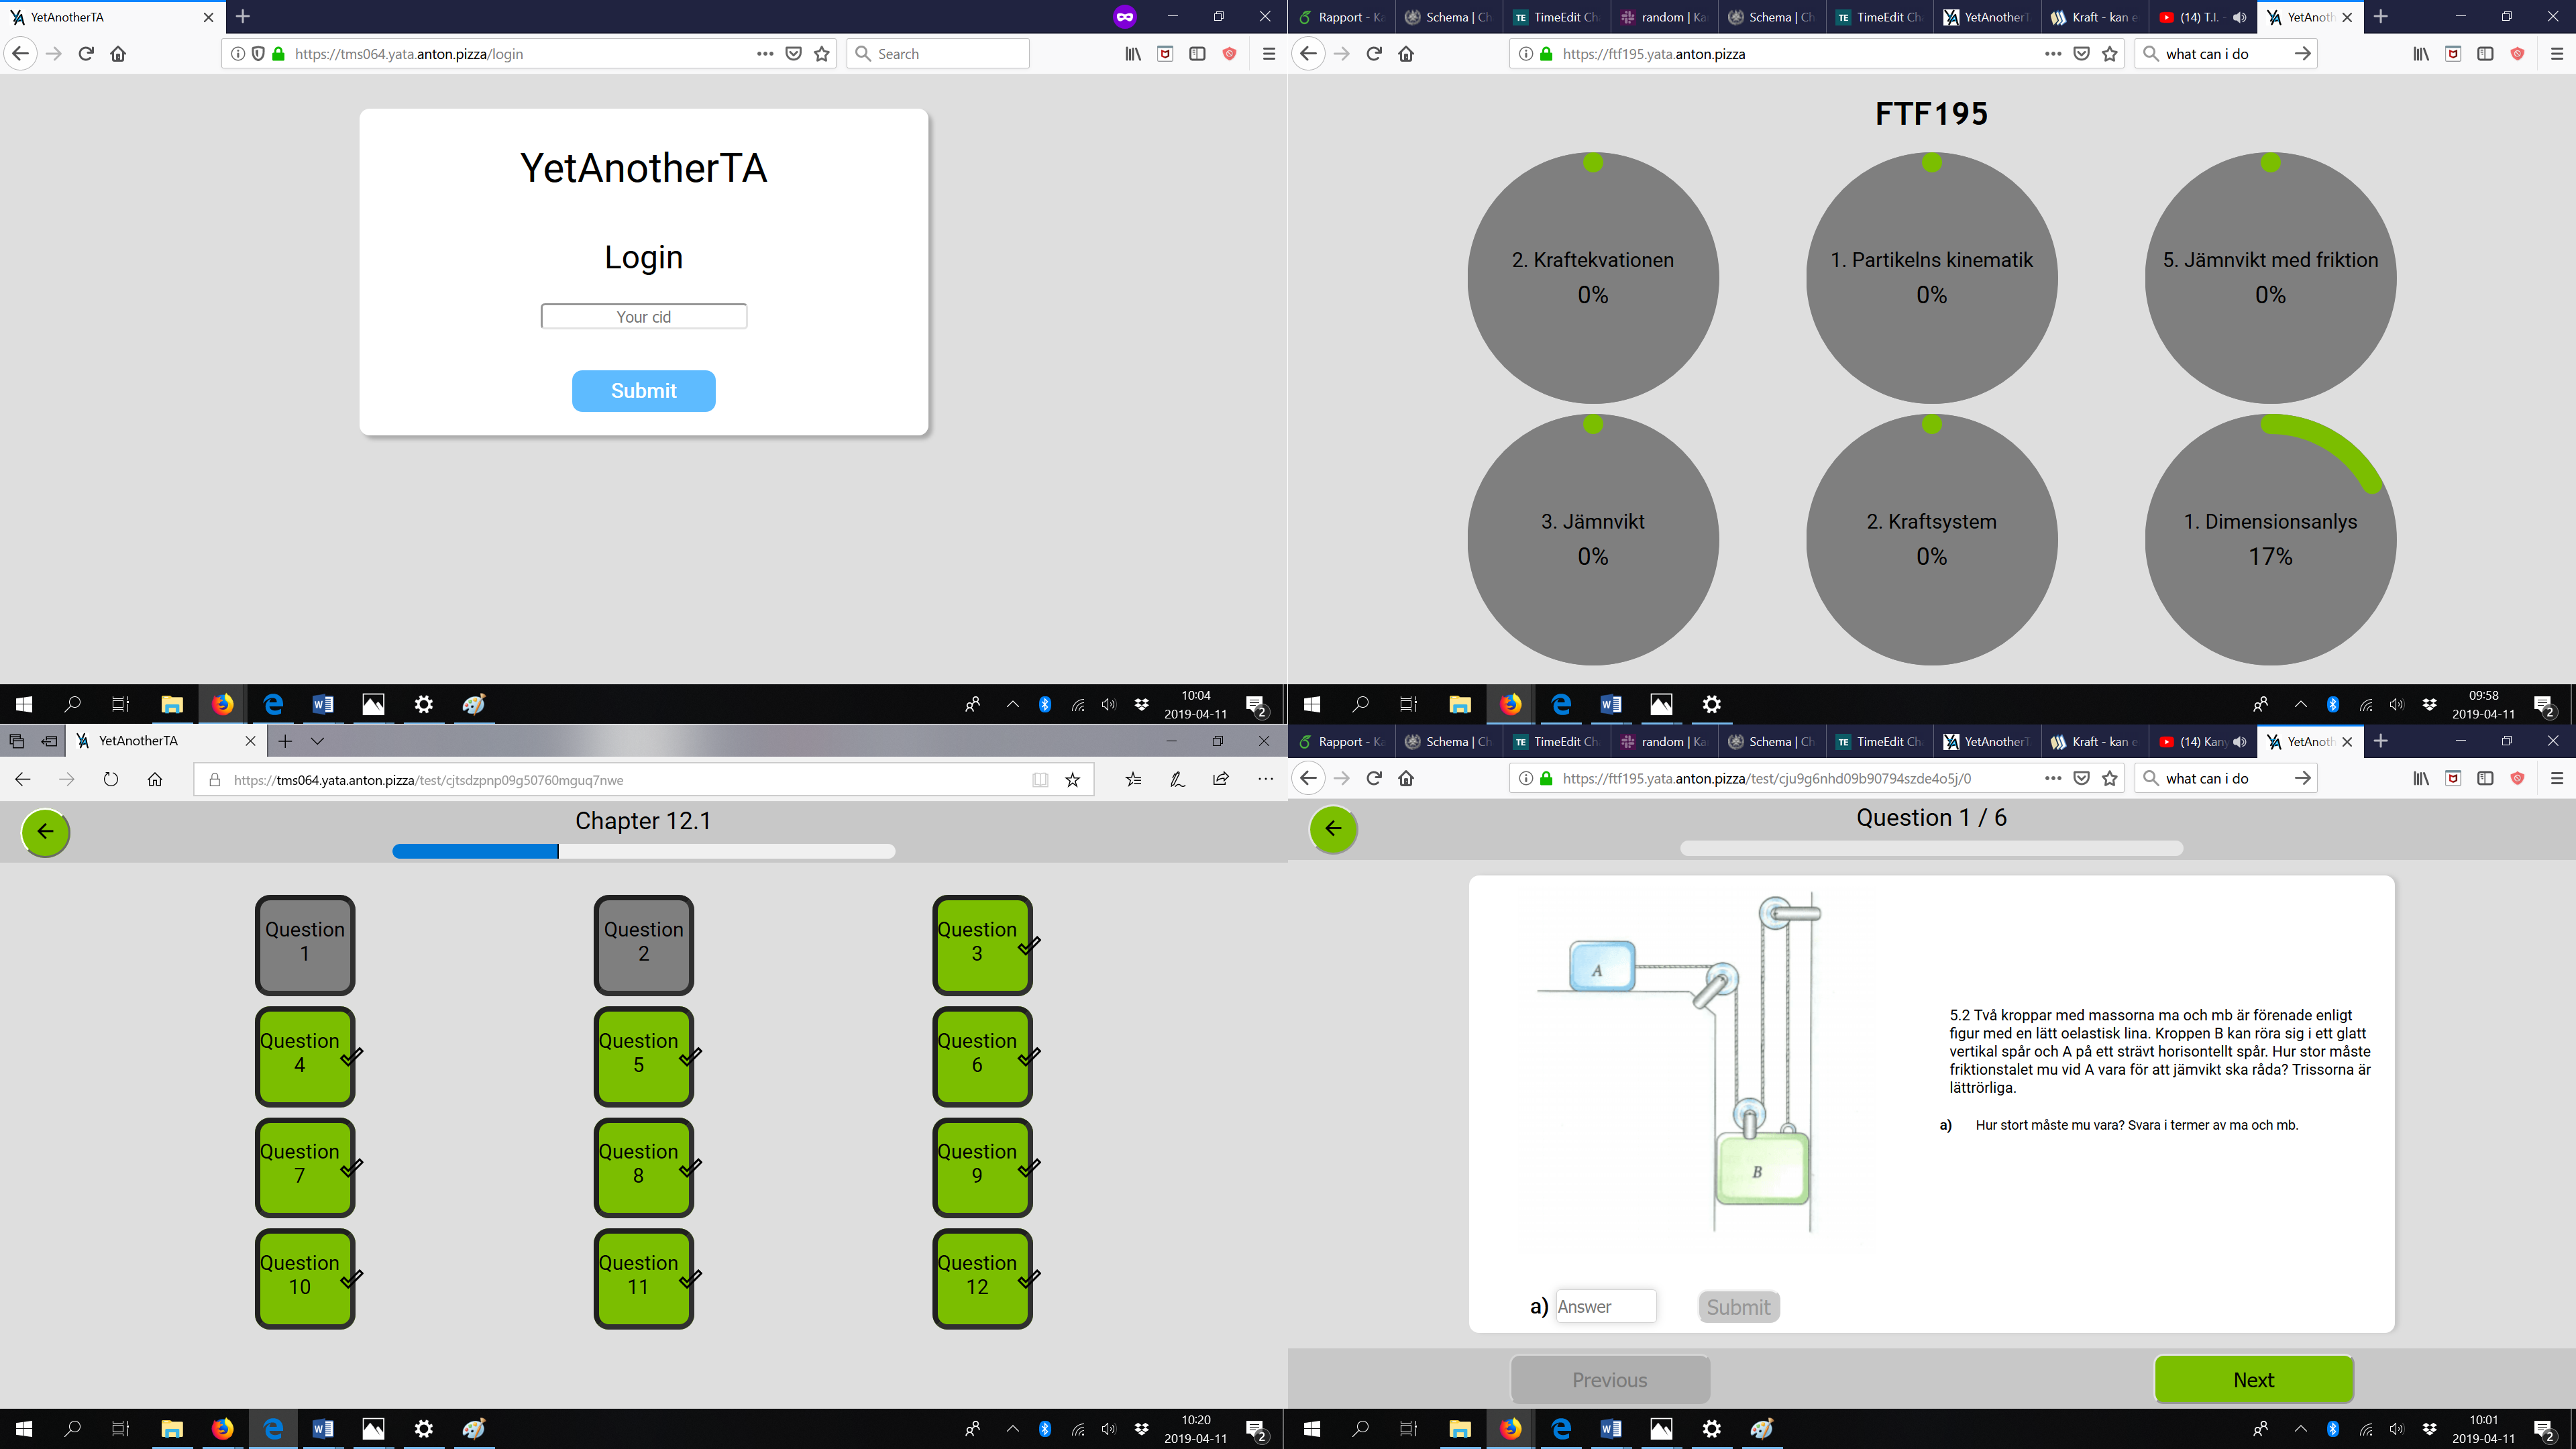 YetAnotherTA
https://tms064.yata.anton.pizza/login
Search
YetAnotherTA
Login
Your cid
Submit
10:04
2019-04-11
2
Rapport - Ka
Schema | Ch
TE TimeEdit Ch
random | Ka
Schema | Ch
TE TimeEdit Ch
YetAnotherT
Kraft - kan e
(14) T.I. -
YetAnoth
https://ftf195.yata.anton.pizza
what can i do
FTF195
2. Kraftekvationen
0%
1. Partikelns kinematik
0%
5. Jämnvikt med friktion
0%
3. Jämnvikt
0%
2. Kraftsystem
0%
1. Dimensionsanlys
17%
09:58
2019-04-11
2
YetAnotherTA
https://tms064.yata.anton.pizza/test/cjtsdzpnp09g50760mguq7nwe
Chapter 12.1
Question
1
Question
2
Question
3
Question
4
Question
5
Question
6
Question
7
Question
8
Question
9
Question
10
Question
11
Question
12
10:20
2019-04-11
2
Rapport - Ka
Schema | Ch
TE TimeEdit Ch
random | Ka
Schema | Ch
TE TimeEdit Ch
YetAnotherT
Kraft - kan e
(14) Kany
YetAnoth
https://ftf195.yata.anton.pizza/test/cju9g6nhd09b90794szde4o5j/0
what can i do
Question 1 / 6
A
B
5.2 Två kroppar med massorna ma och mb är förenade enligt
figur med en lätt oelastisk lina. Kroppen B kan röra sig i ett glatt
vertikal spår och A på ett strävt horisontellt spår. Hur stor måste
friktionstalet mu vid A vara för att jämvikt ska råda? Trissorna är
lättrörliga.
a) Hur stort måste mu vara? Svara i termer av ma och mb.
a) Answer
Submit
Previous
Next
10:01
2019-04-11
2